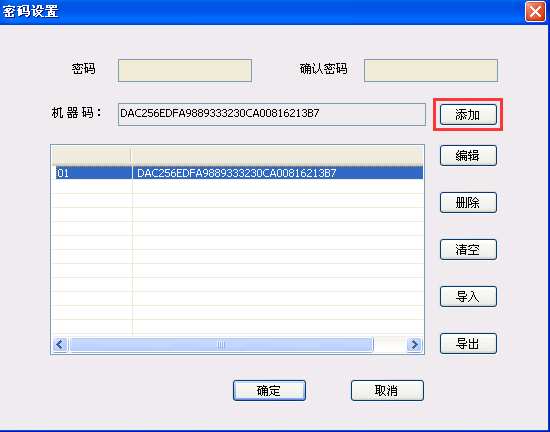 密码设置
密码 确认密码
机器码： DAC256EDFA9889333230CA00816213B7 添加
编辑
01 DAC256EDFA9889333230CA00816213B7
删除
清空
导入
导出
确定 取消